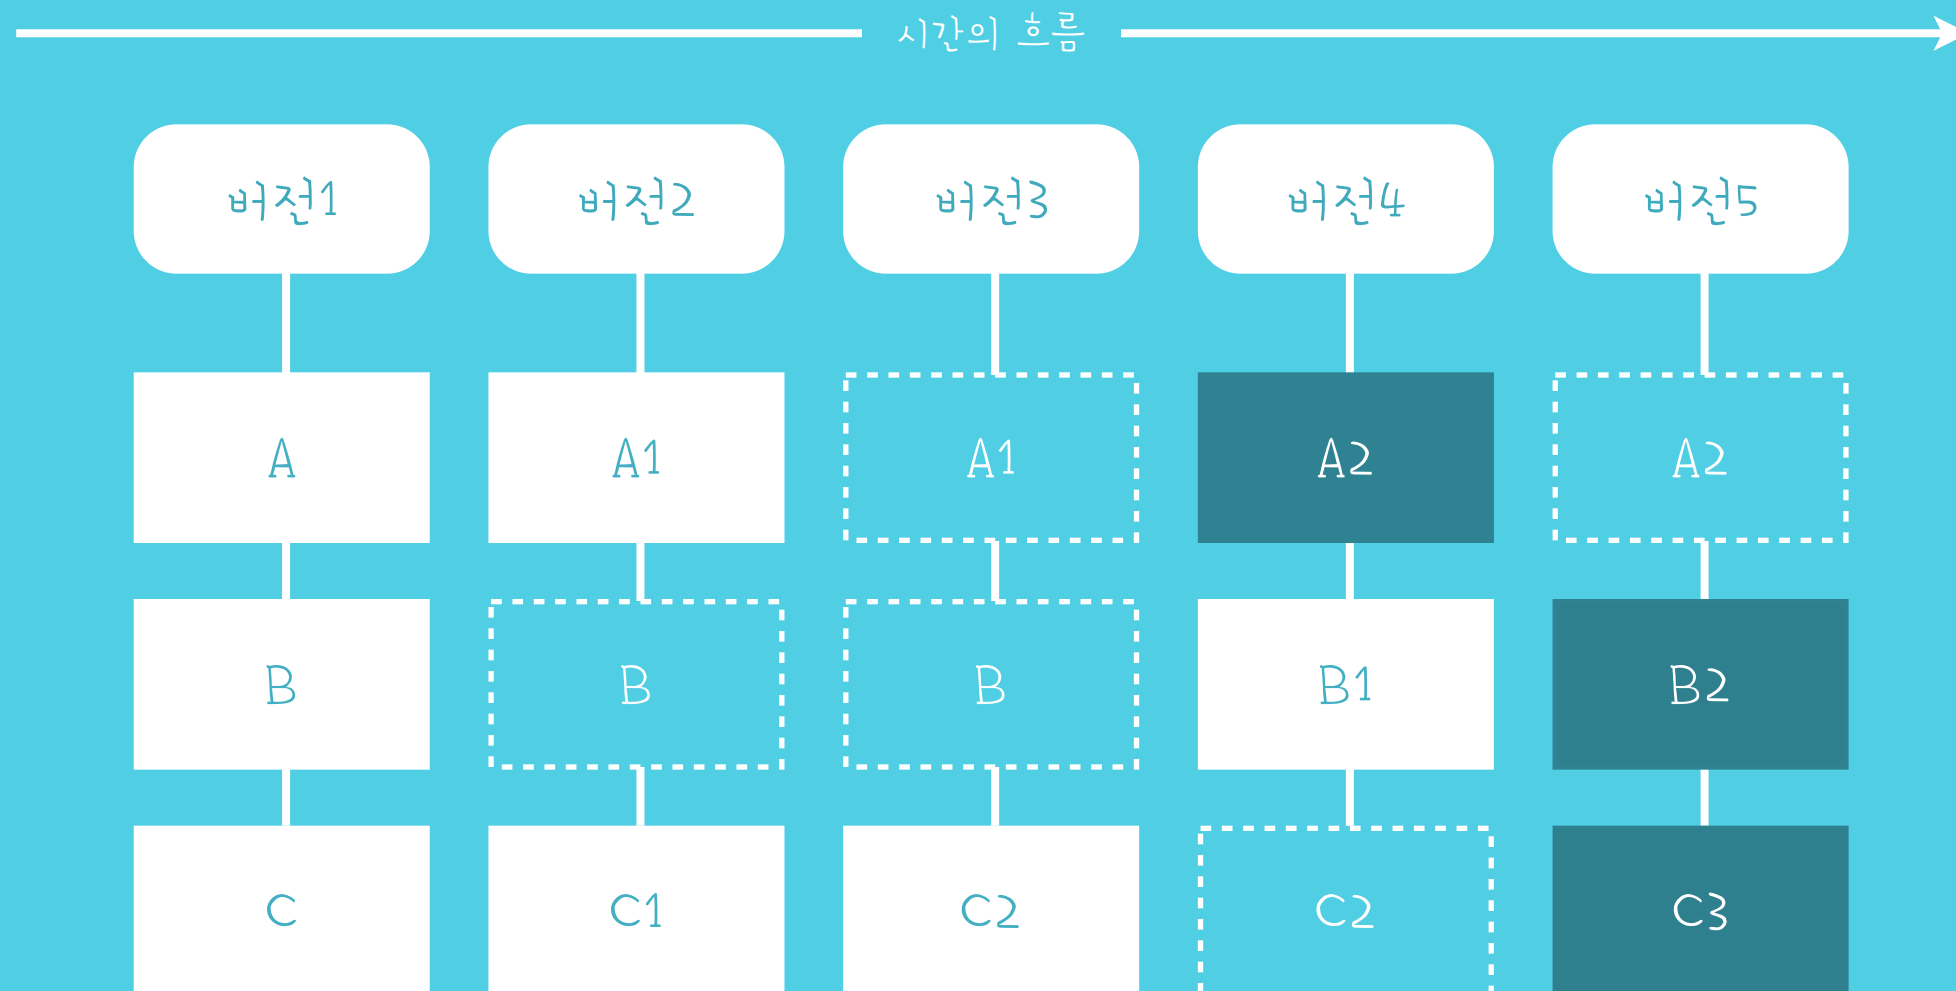 시간의 흐름
버전1 버전2 버전3 버전4 버전5
A A1 A1 A2 A2
B B B B1 B2
C C1 C2 C2 C3